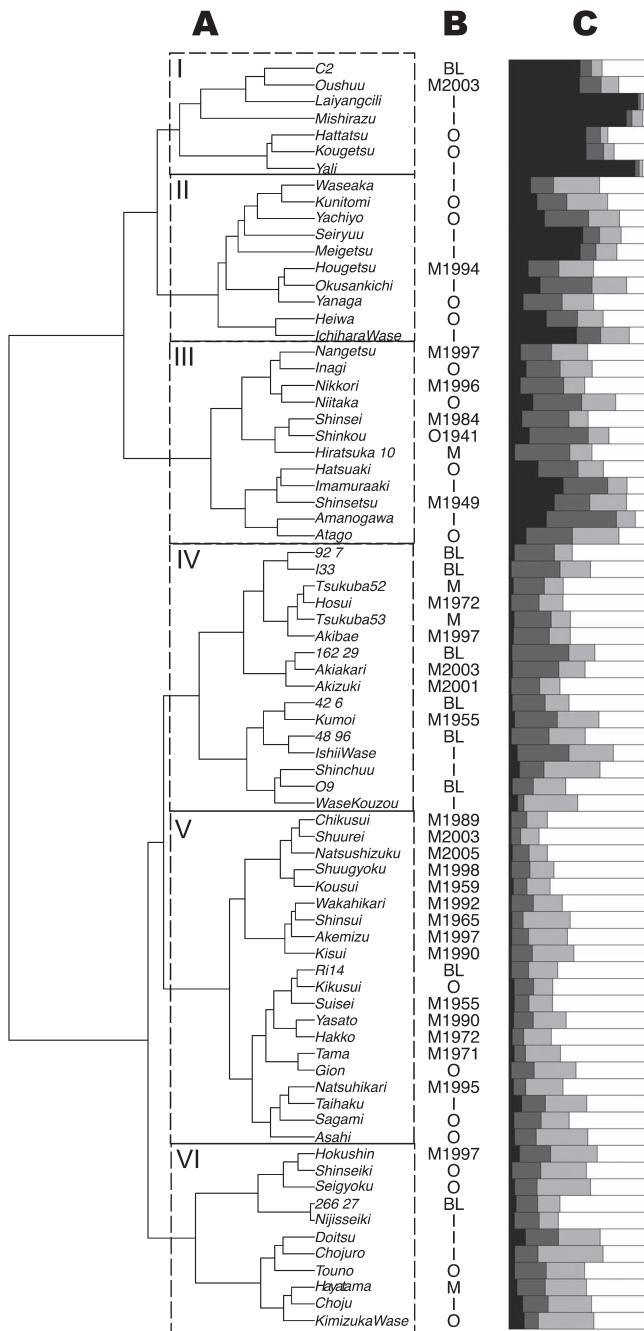 A B C
I
C2 BL
Oushuu M2003
Laiyangcili I
Mishirazu I
Hattatsu O
Kougetsu O
Yali I
II
Waseaka I
Kunitomi O
Yachiyo O
Seiryuu I
Meigetsu I
Hougetsu M1994
Okusankichi I
Yanaga O
Heiwa O
IchiharaWase I
III
Nangetsu M1997
Inagi O
Nikkori M1996
Niitaka O
Shinsei M1984
Shinkou O1941
Hiratsuka 10 M
Hatsuaki O
Imamuraaki I
Shinsetsu M1949
Amanogawa I
Atago O
IV
92 7 BL
I33 BL
Tsukuba52 M
Hosui M1972
Tsukuba53 M
Akibae M1997
162 29 BL
Akiakari M2003
Akizuki M2001
42 6 BL
Kumoi M1955
48 96 BL
IshiiWase I
Shinchuu I
O9 BL
WaseKouzou I
V
Chikusui M1989
Shuurei M2003
Natsushizuku M2005
Shuugyoku M1998
Kousui M1959
Wakahikari M1992
Shinsui M1965
Akemizu M1997
Kisui M1990
Ri14 BL
Kikusui O
Suisei M1955
Yasato M1990
Hakko M1972
Tama M1971
Gion O
Natsuhikari M1995
Taihaku I
Sagami O
Asahi O
VI
Hokushin M1997
Shinseiki O
Seigyoku O
266 27 BL
Nijisseiki I
Doitsu I
Chojuro I
Touno O
Hayatama M
Choju I
KimizukaWase O